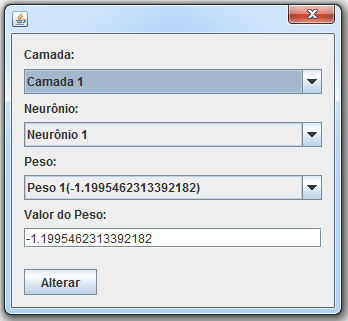 Camada:
Camada 1
Neurônio:
Neurônio 1
Peso:
Peso 1(-1.1995462313392182)
Valor do Peso:
-1.1995462313392182
Alterar